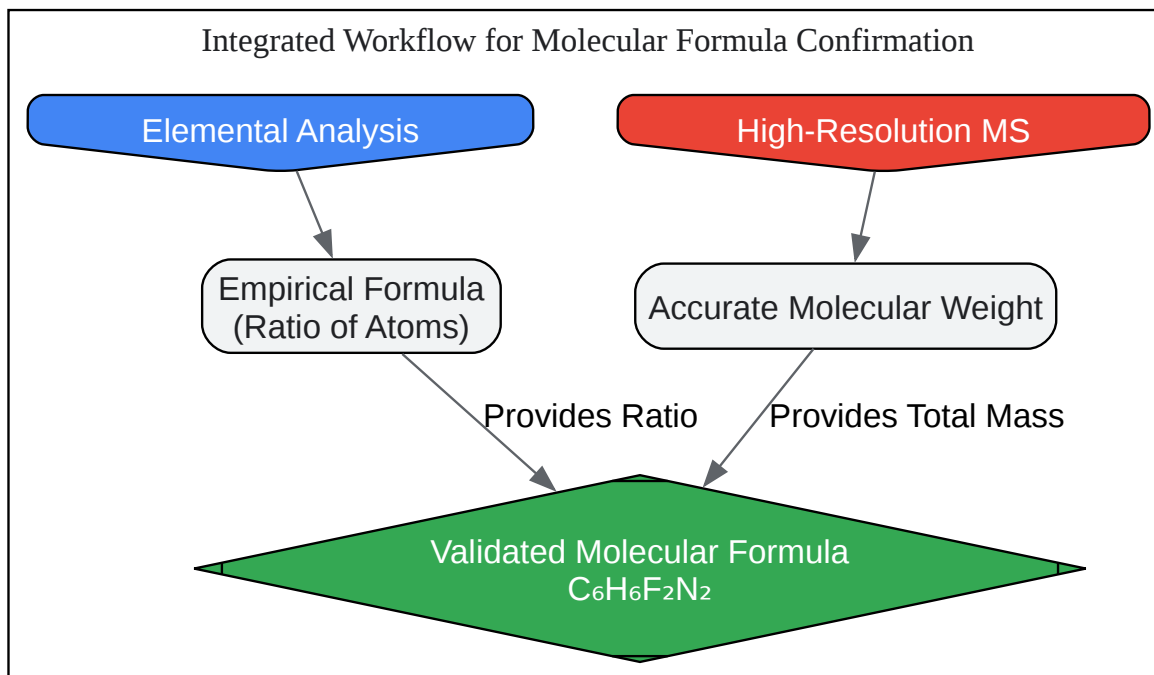 Integrated Workflow for Molecular Formula Confirmation
Elemental Analysis
High-Resolution MS
Empirical Formula
(Ratio of Atoms)
Accurate Molecular Weight
Provides Ratio
Provides Total Mass
Validated Molecular Formula
C₆H₆F₂N₂